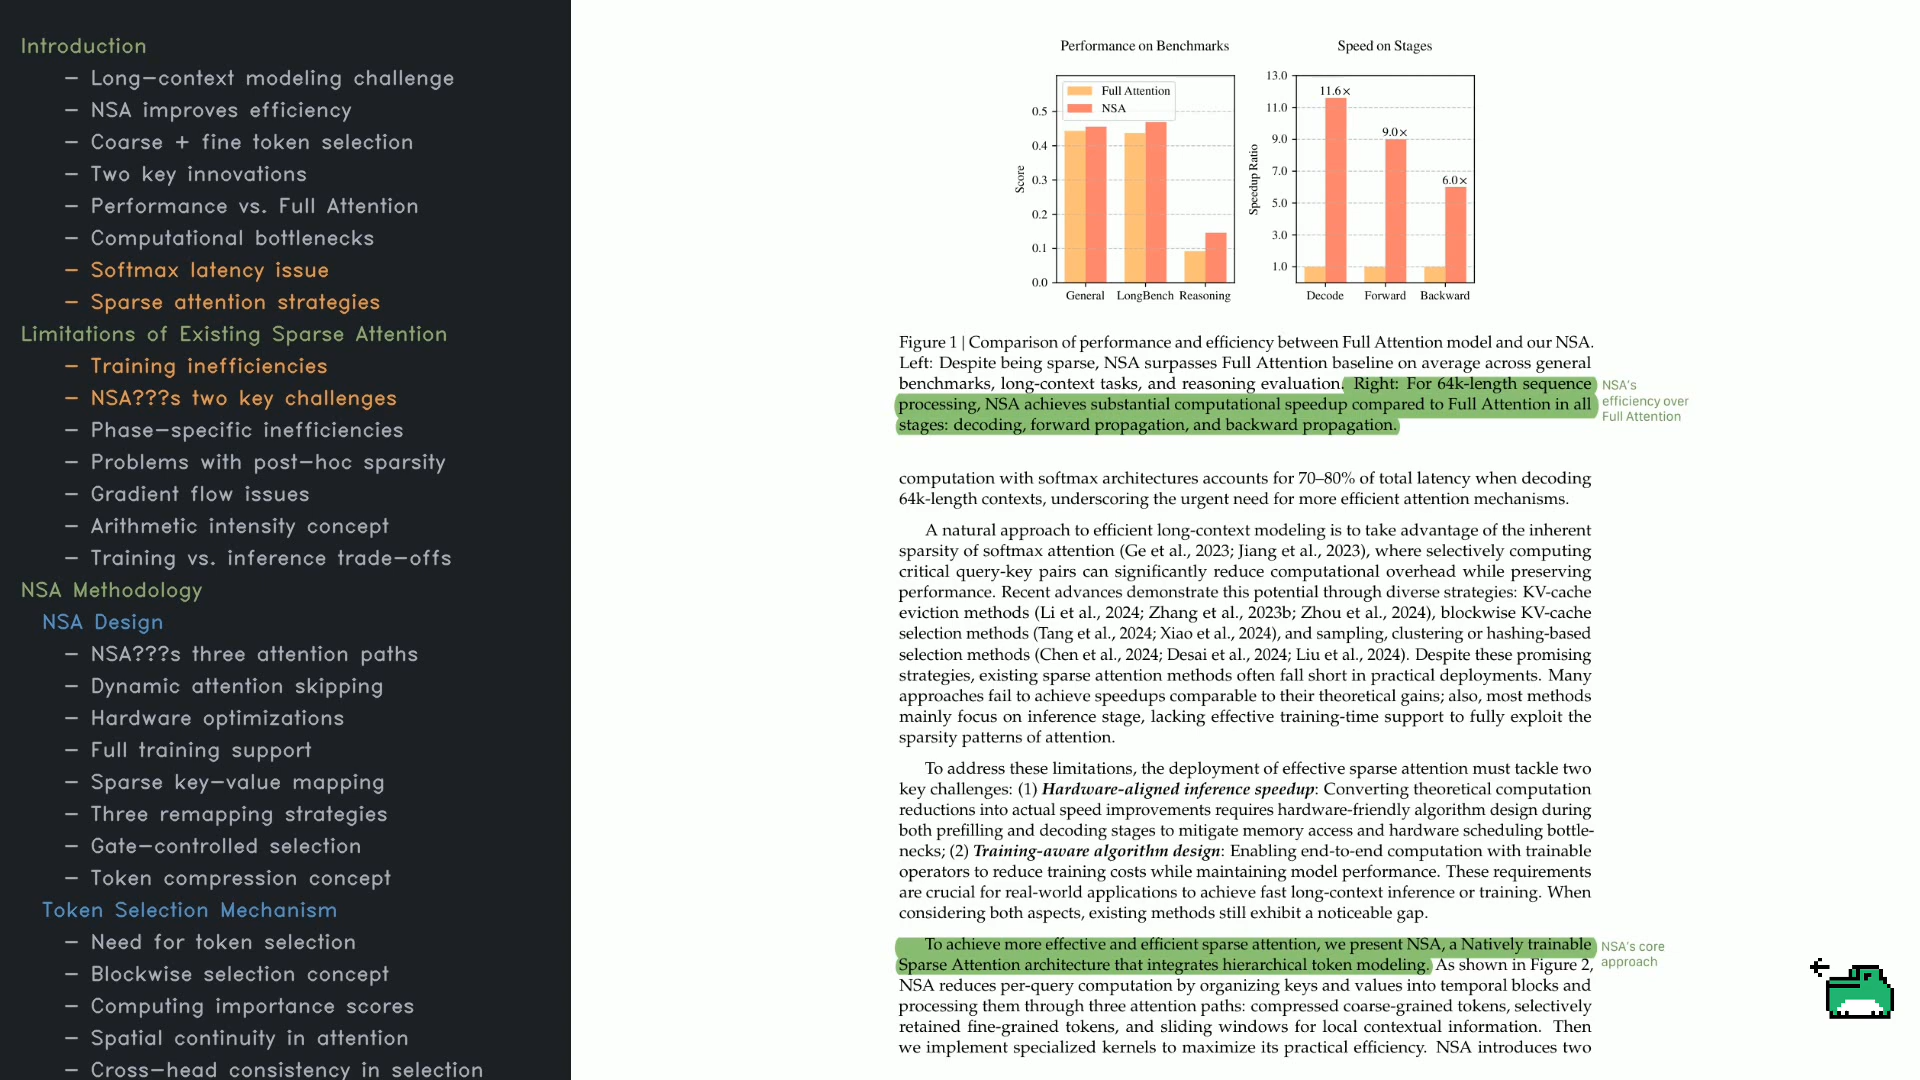 Introduction
— Long-context modeling challenge
— NSA improves efficiency
— Coarse + fine token selection
— Two key innovations
— Performance vs. Full Attention
— Computational bottlenecks
— Softmax latency issue
— Sparse attention strategies
Limitations of Existing Sparse Attention
— Training inefficiencies
— NSA???s two key challenges
— Phase-specific inefficiencies
— Problems with post-hoc sparsity
— Gradient flow issues
— Arithmetic intensity concept
— Training vs. inference trade-offs
NSA Methodology
NSA Design
— NSA???s three attention paths
— Dynamic attention skipping
— Hardware optimizations
— Full training support
— Sparse key-value mapping
— Three remapping strategies
— Gate-controlled selection
— Token compression concept
Token Selection Mechanism
— Need for token selection
— Blockwise selection concept
— Computing importance scores
— Spatial continuity in attention
— Cross-head consistency in selection
Performance on Benchmarks
Full Attention
NSA
Score
0.5
0.4
0.3
0.2
0.1
0.0
General LongBench Reasoning
Speed on Stages
Speedup Ratio
13.0
11.0
9.0
7.0
5.0
3.0
1.0
11.6×
9.0×
6.0×
Decode Forward Backward
Figure 1 | Comparison of performance and efficiency between Full Attention model and our NSA.
Left: Despite being sparse, NSA surpasses Full Attention baseline on average across general
benchmarks, long-context tasks, and reasoning evaluation. Right: For 64k-length sequence
processing, NSA achieves substantial computational speedup compared to Full Attention in all
stages: decoding, forward propagation, and backward propagation.
NSA's
efficiency over
Full Attention
computation with softmax architectures accounts for 70–80% of total latency when decoding
64k-length contexts, underscoring the urgent need for more efficient attention mechanisms.
A natural approach to efficient long-context modeling is to take advantage of the inherent
sparsity of softmax attention (Ge et al., 2023; Jiang et al., 2023), where selectively computing
critical query-key pairs can significantly reduce computational overhead while preserving
performance. Recent advances demonstrate this potential through diverse strategies: KV-cache
eviction methods (Li et al., 2024; Zhang et al., 2023b; Zhou et al., 2024), blockwise KV-cache
selection methods (Tang et al., 2024; Xiao et al., 2024), and sampling, clustering or hashing-based
selection methods (Chen et al., 2024; Desai et al., 2024; Liu et al., 2024). Despite these promising
strategies, existing sparse attention methods often fall short in practical deployments. Many
approaches fail to achieve speedups comparable to their theoretical gains; also, most methods
mainly focus on inference stage, lacking effective training-time support to fully exploit the
sparsity patterns of attention.
To address these limitations, the deployment of effective sparse attention must tackle two
key challenges: (1) Hardware-aligned inference speedup: Converting theoretical computation
reductions into actual speed improvements requires hardware-friendly algorithm design during
both prefilling and decoding stages to mitigate memory access and hardware scheduling bottle-
necks; (2) Training-aware algorithm design: Enabling end-to-end computation with trainable
operators to reduce training costs while maintaining model performance. These requirements
are crucial for real-world applications to achieve fast long-context inference or training. When
considering both aspects, existing methods still exhibit a noticeable gap.
To achieve more effective and efficient sparse attention, we present NSA, a Natively trainable
Sparse Attention architecture that integrates hierarchical token modeling. As shown in Figure 2,
NSA reduces per-query computation by organizing keys and values into temporal blocks and
processing them through three attention paths: compressed coarse-grained tokens, selectively
retained fine-grained tokens, and sliding windows for local contextual information. Then
we implement specialized kernels to maximize its practical efficiency. NSA introduces two
NSA's core
approach